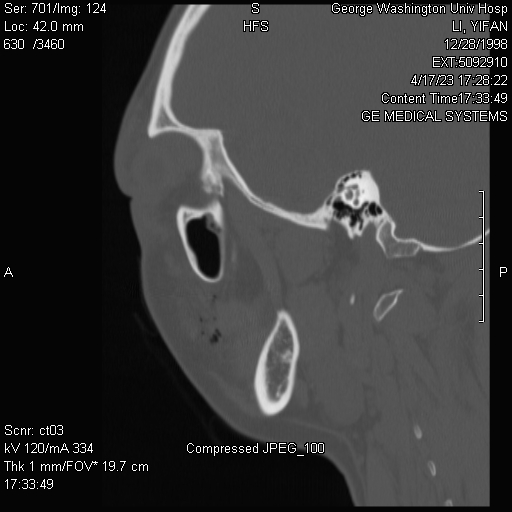 Ser: 701/Img: 124
Loc: 42.0 mm
630 /3460
S
HFS
George Washington Univ Hosp
LI, YIFAN
12/28/1998
EXT:5092910
4/17/23 17:28:22
Content Time17:33:49
GE MEDICAL SYSTEMS
A
P
Scnr: ct03
kV 120/mA 334
Thk 1 mm/FOV* 19.7 cm
17:33:49
Compressed JPEG_100